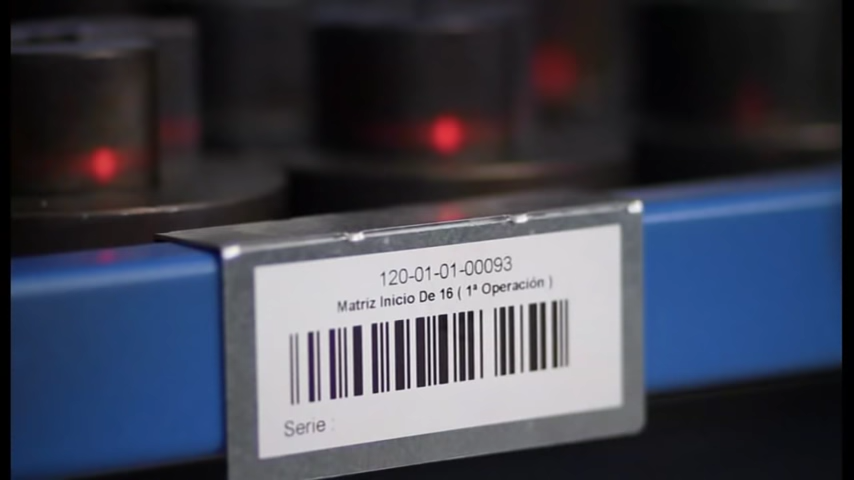 120-01-01-00093
Matriz Inicio De 16 ( 1ª Operación )
Serie :